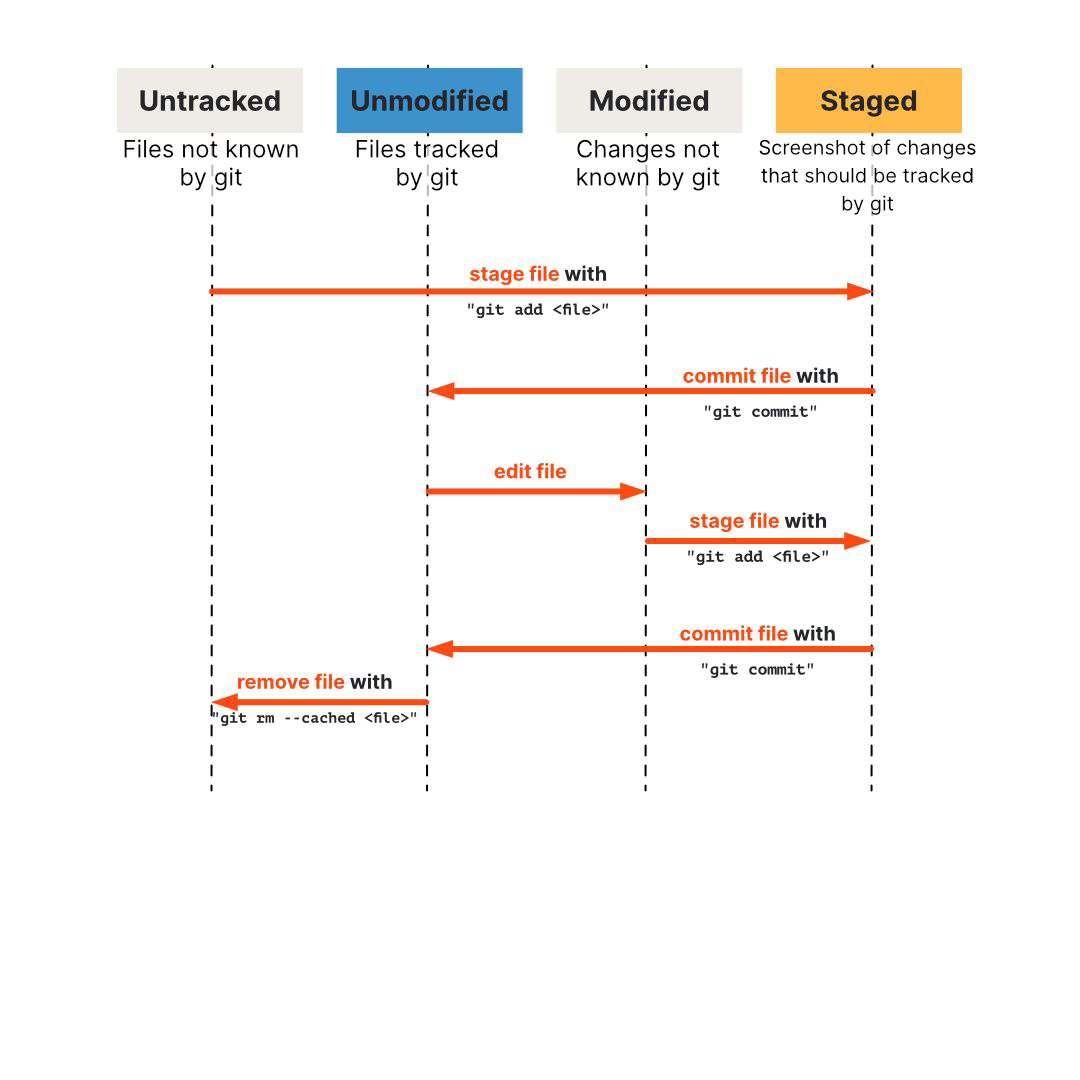 Untracked
Unmodified
Modified
Staged
Files not known
by git
Files tracked
by git
Changes not
known by git
Screenshot of changes
that should be tracked
by git
stage file with
"git add <file>"
commit file with
"git commit"
edit file
stage file with
"git add <file>"
commit file with
"git commit"
remove file with
"git rm --cached <file>"